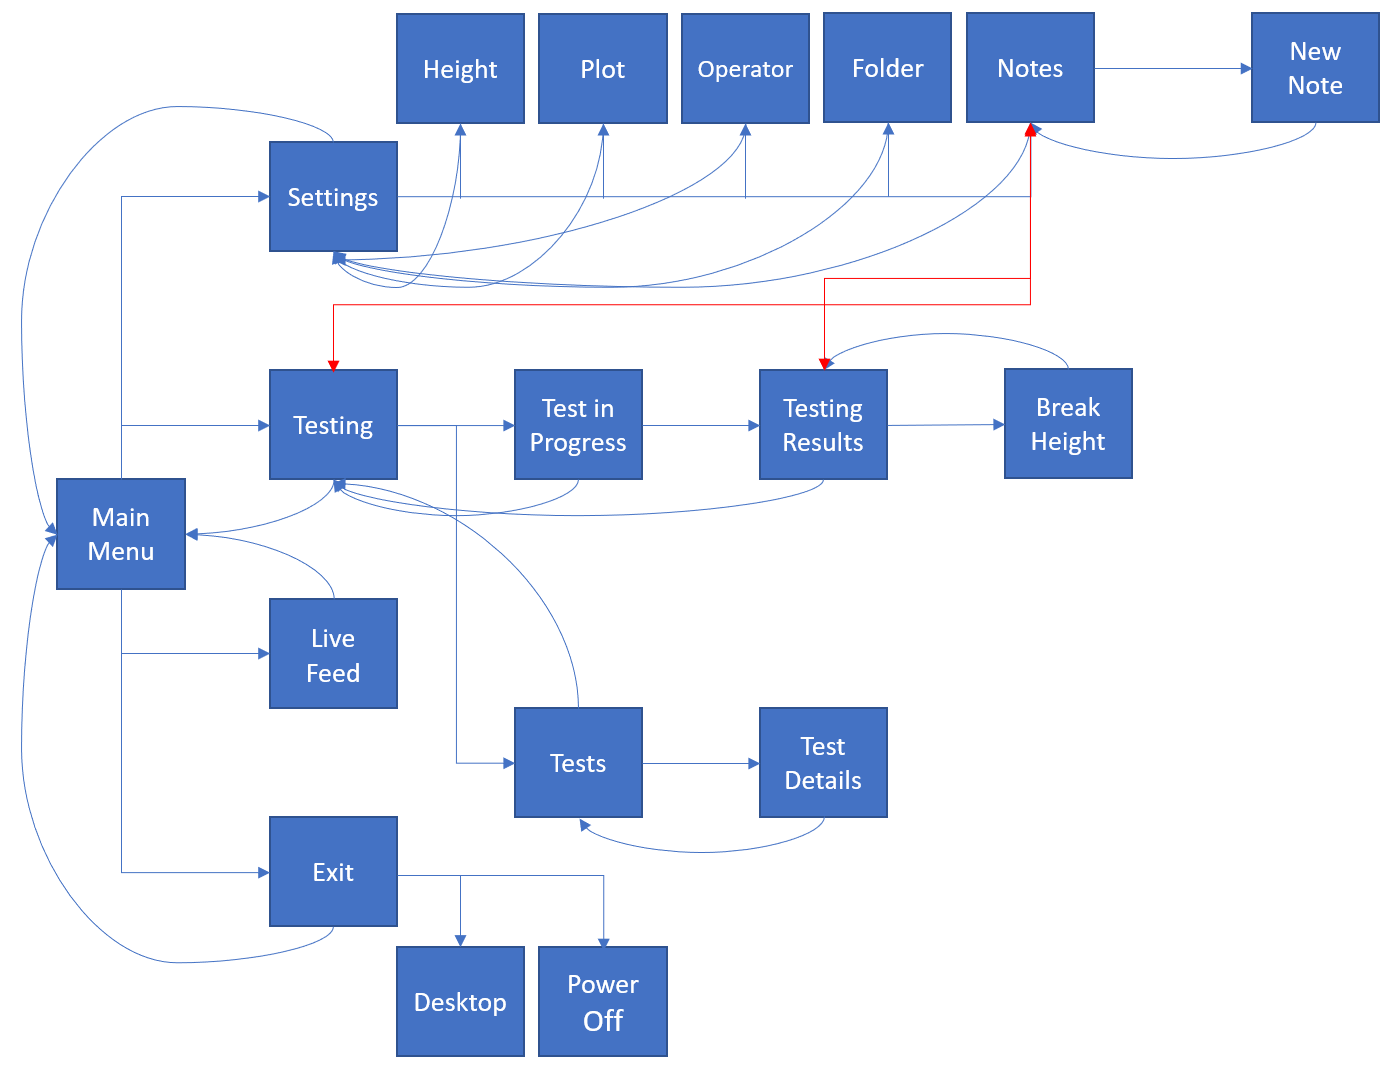 Height
Plot
Operator
Folder
Notes
New
Note
Settings
Testing
Test in
Progress
Testing
Results
Break
Height
Main
Menu
Live
Feed
Tests
Test
Details
Exit
Desktop
Power
Off